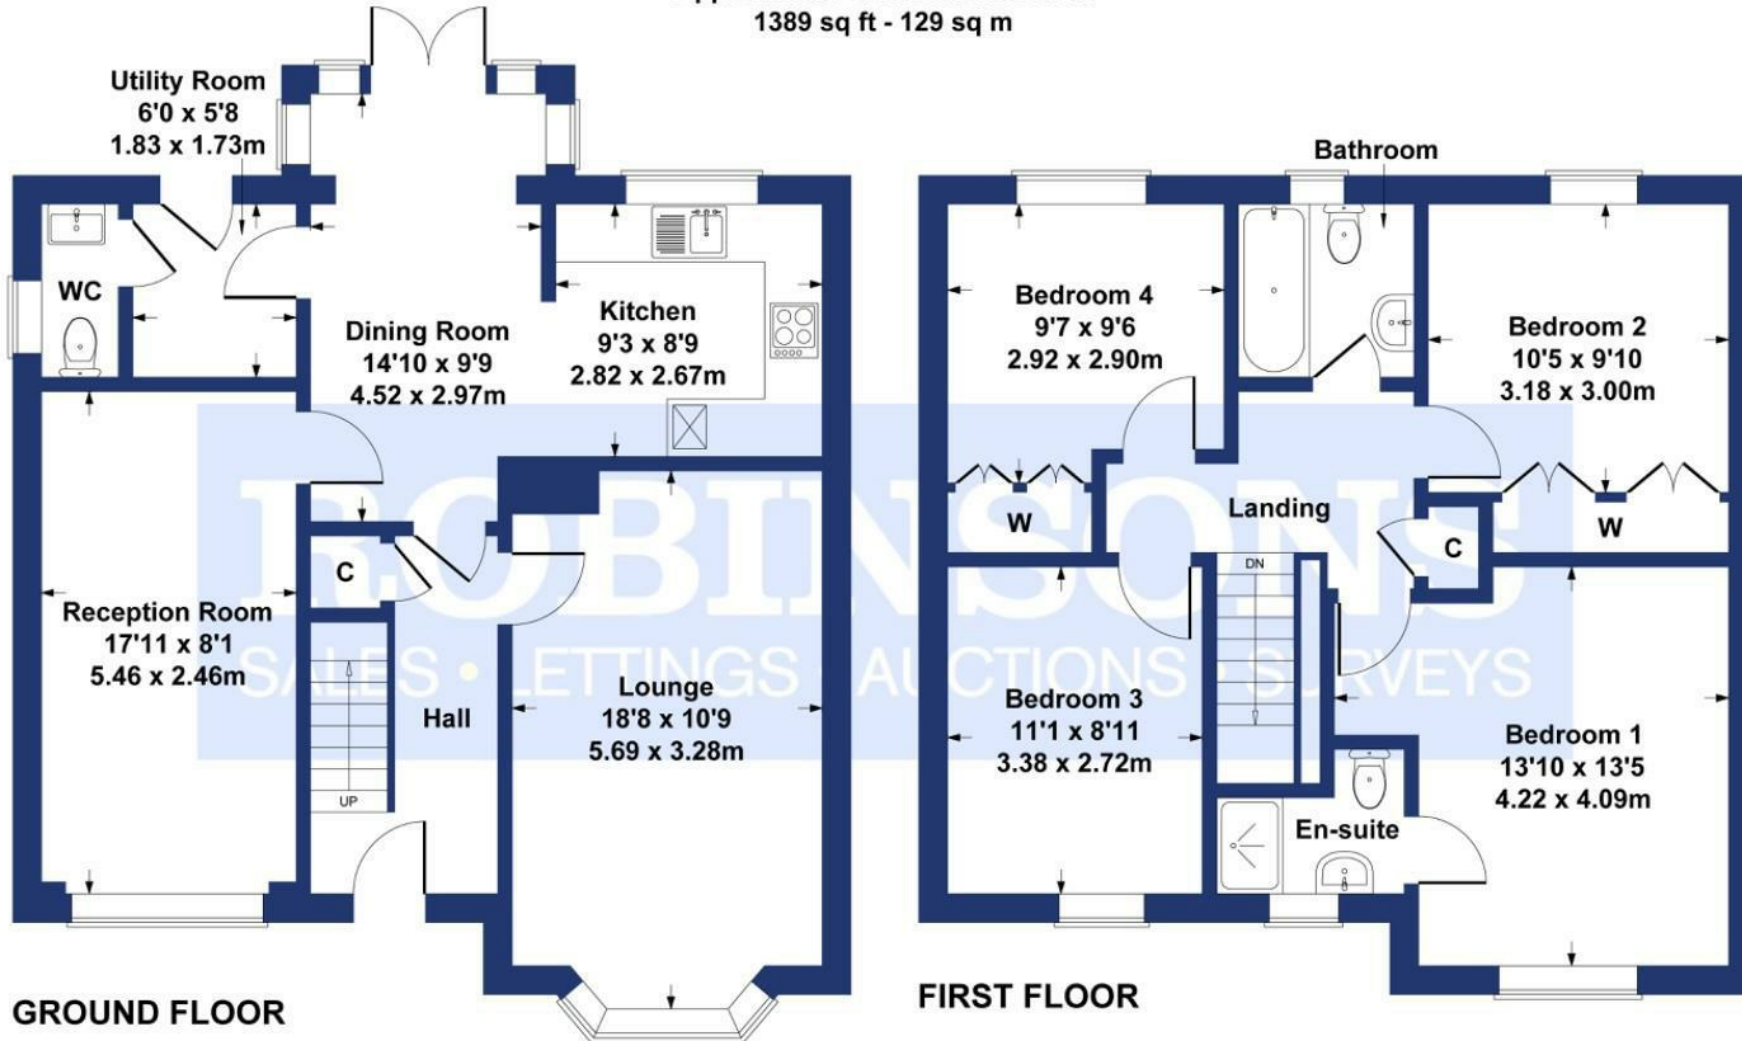 1389 sq ft - 129 sq m
Utility Room
6'0 x 5'8
1.83 x 1.73m
WC
Dining Room
14'10 x 9'9
4.52 x 2.97m
Kitchen
9'3 x 8'9
2.82 x 2.67m
Reception Room
17'11 x 8'1
5.46 x 2.46m
C
UP
Hall
Lounge
18'8 x 10'9
5.69 x 3.28m
GROUND FLOOR
Bathroom
Bedroom 4
9'7 x 9'6
2.92 x 2.90m
Bedroom 2
10'5 x 9'10
3.18 x 3.00m
W
Landing
C
W
DN
Bedroom 3
11'1 x 8'11
3.38 x 2.72m
Bedroom 1
13'10 x 13'5
4.22 x 4.09m
En-suite
FIRST FLOOR
ROBINSONS
SALES • LETTINGS • AUCTIONS • SURVEYS